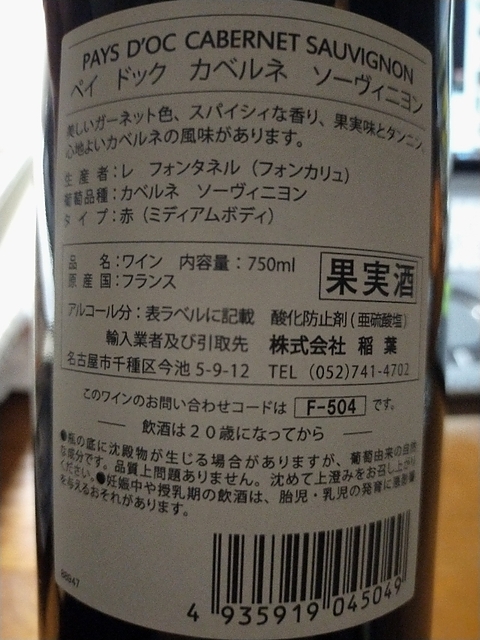 PAYS D'OC CABERNET SAUVIGNON
ペイ ドック カベルネ ソーヴィニヨン
美しいガーネット色、スパイシィな香り、果実味とタンニン、
心地よいカベルネの風味があります。
生産者：レ フォンタネル（フォンカリュ）
葡萄品種：カベルネ ソーヴィニヨン
タイプ：赤（ミディアムボディ）
品名：ワイン 内容量：750ml
原産国：フランス
果実酒
アルコール分：表ラベルに記載 酸化防止剤(亜硫酸塩)
輸入業者及び引取先 株式会社 稲葉
名古屋市千種区今池 5-9-12 TEL (052)741-4702
このワインのお問い合わせコードは F-504 です。
飲酒は20歳になってから
●瓶の底に沈殿物が生じる場合がありますが、葡萄由来の自然
な成分です。品質上問題ありません。沈めて上澄みをお召し上がり
ください。●妊娠中や授乳期の飲酒は、胎児・乳児の発育に悪影響
を与えるおそれがあります。
4 935919 045049